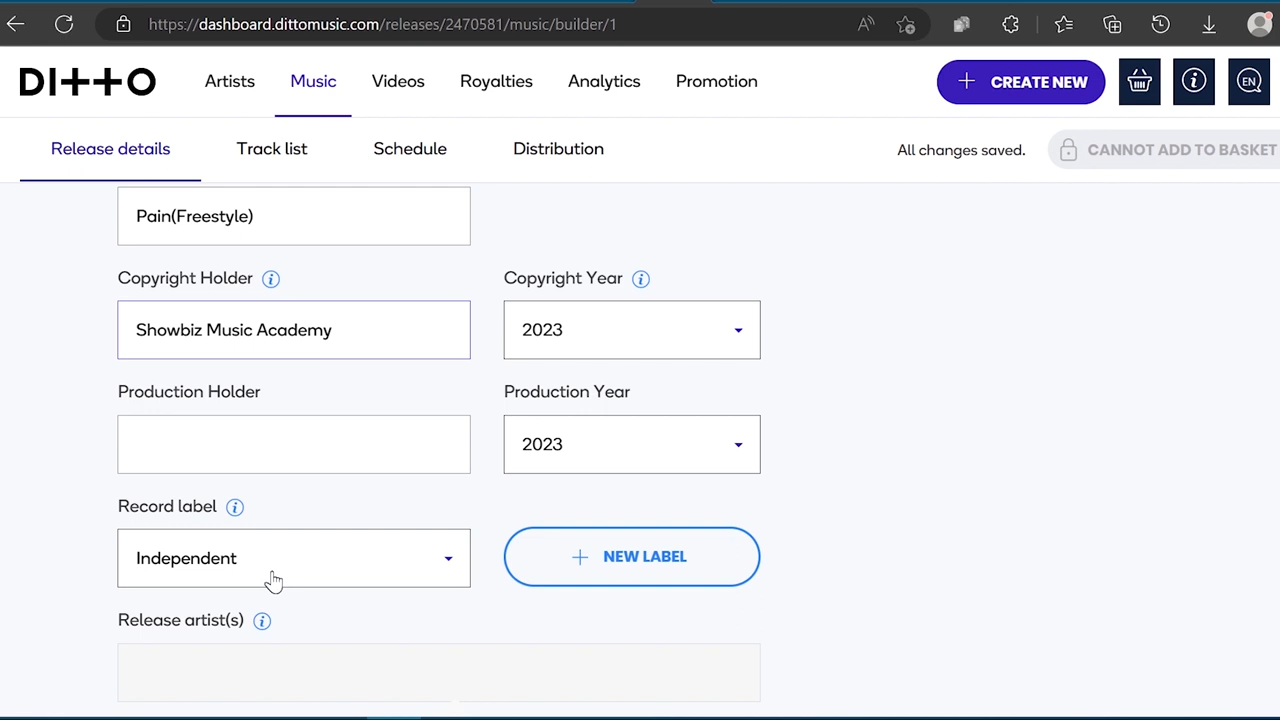 https://dashboard.dittomusic.com/releases/2470581/music/builder/1
DITTO
Artists
Music
Videos
Royalties
Analytics
Promotion
+ CREATE NEW
EN
Release details
Track list
Schedule
Distribution
All changes saved.
CANNOT ADD TO BASKET
Pain(Freestyle)
Copyright Holder
Copyright Year
Showbiz Music Academy
2023
Production Holder
Production Year
2023
Record label
Independent
+ NEW LABEL
Release artist(s)